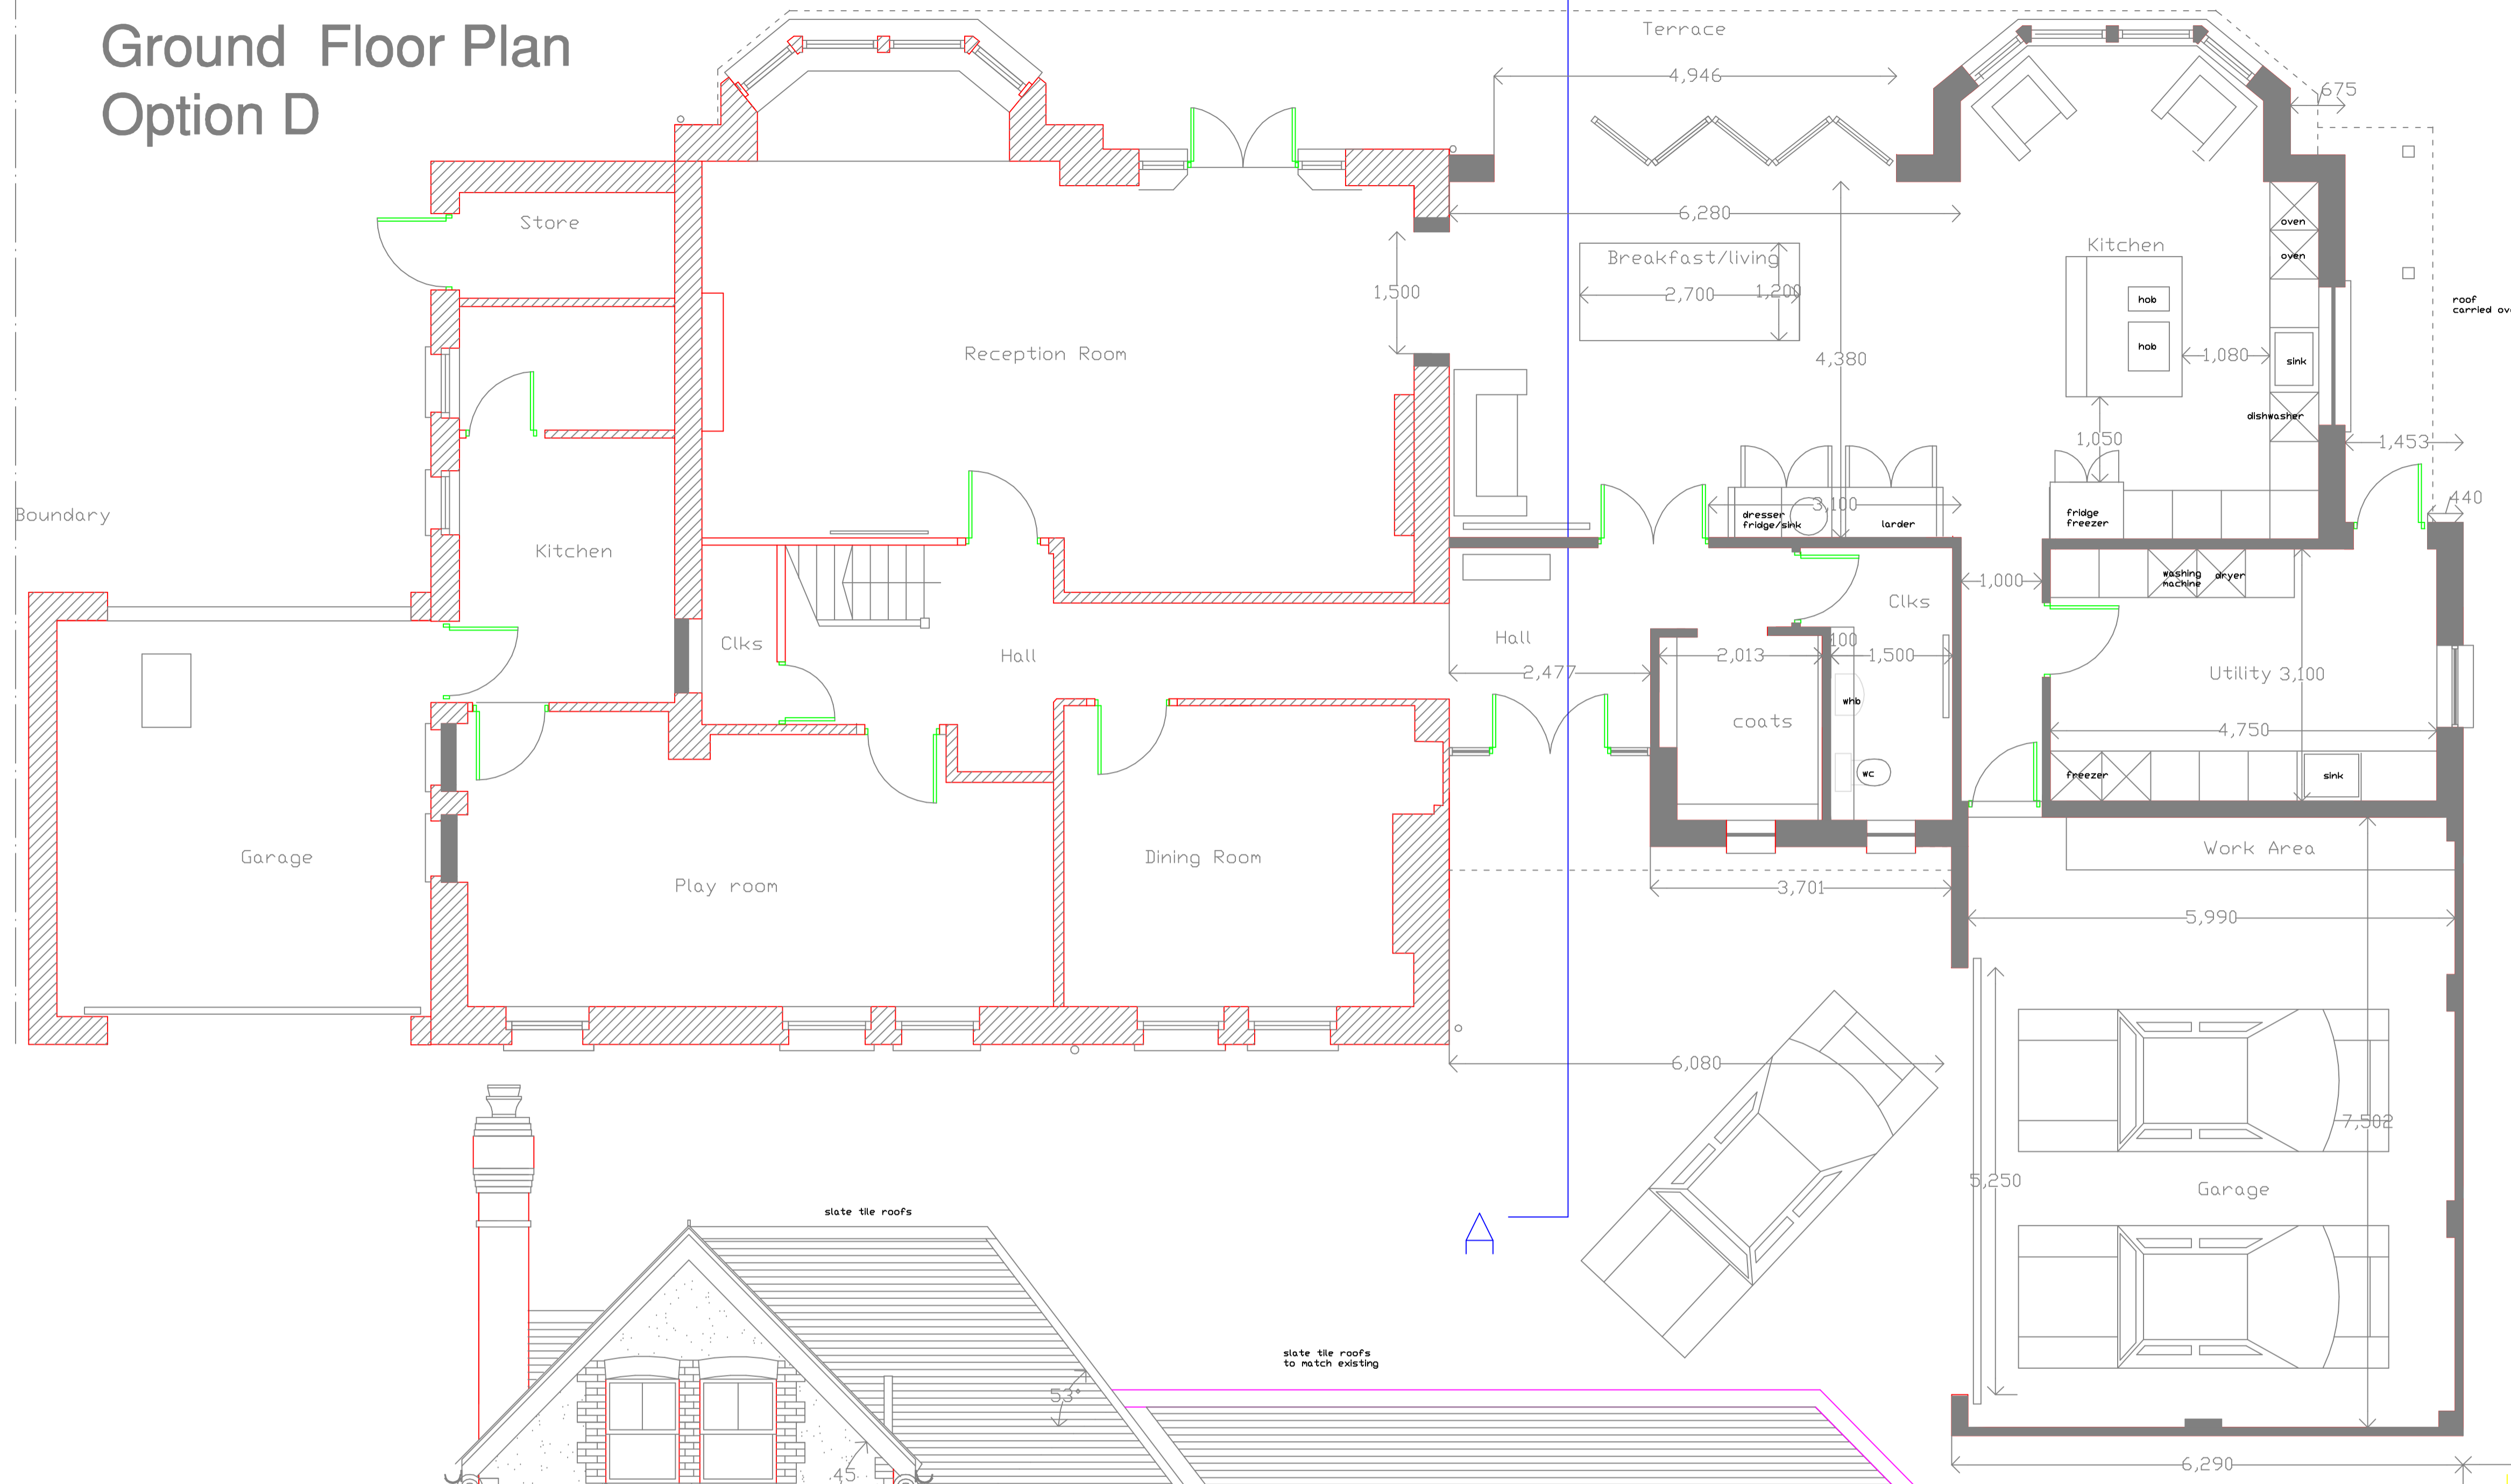 Ground Floor Plan
Option D
Terrace
4,946
675
6,280
Store
oven
Kitchen
oven
Breakfast/living
2,700
1,200
1,500
hob
hob
roof
Reception Room
4,380
1,080
sink
dishwasher
1,050
1,453
Boundary
3,100
440
dresser
fridge/sink
larder
fridge
freezer
Kitchen
1,000
washing
machine
dryer
Clks
Clks
Hall
Hall
100
2,013
1,500
2,477
Utility 3,100
whb
coats
4,750
wc
freezer
sink
Garage
Dining Room
Work Area
Play room
3,701
5,990
6,080
7,502
5,250
Garage
slate tile roofs
A
slate tile roofs
to match existing
53°
45
6,290